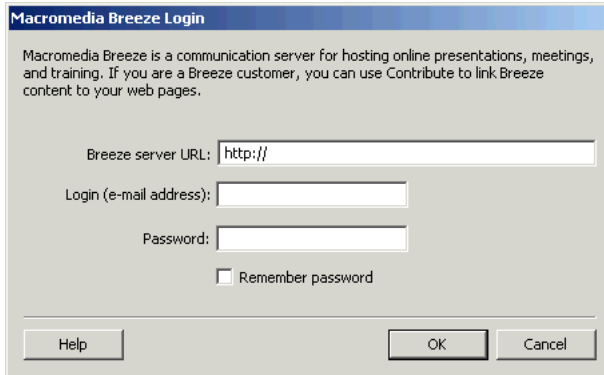 Macromedia Breeze Login
Macromedia Breeze is a communication server for hosting online presentations, meetings,
and training. If you are a Breeze customer, you can use Contribute to link Breeze
content to your web pages.
Breeze server URL: http://
Login (e-mail address):
Password:
Remember password
Help OK Cancel